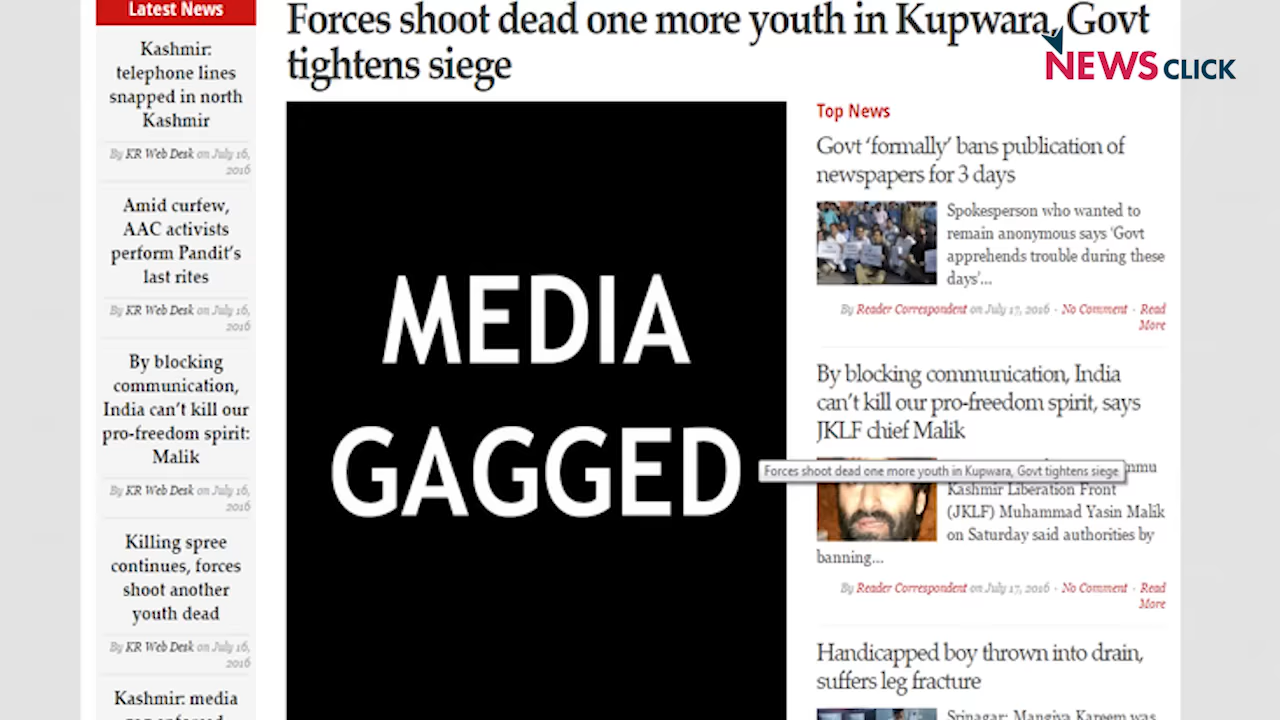 Latest News
Kashmir:
telephone lines
snapped in north
Kashmir
By KR Web Desk on July 16,
2016
Amid curfew,
AAC activists
perform Pandit's
last rites
By KR Web Desk on July 16,
2016
By blocking
communication,
India can't kill our
pro-freedom spirit:
Malik
By KR Web Desk on July 16,
2016
Killing spree
continues, forces
shoot another
youth dead
By KR Web Desk on July 16,
2016
Kashmir: media
Forces shoot dead one more youth in Kupwara, Govt
tightens siege
NEWSCLICK
MEDIA
GAGGED
Top News
Govt 'formally' bans publication of
newspapers for 3 days
Spokesperson who wanted to
remain anonymous says 'Govt
apprehends trouble during these
days'...
By Reader Correspondent on July 17, 2016 · No Comment · Read
More
By blocking communication, India
can't kill our pro-freedom spirit, says
JKLF chief Malik
Forces shoot dead one more youth in Kupwara, Govt tightens siege
Kashmir Liberation Front
(JKLF) Muhammad Yasin Malik
on Saturday said authorities by
banning...
By Reader Correspondent on July 17, 2016 · No Comment · Read
More
Handicapped boy thrown into drain,
suffers leg fracture
Srinagar: Mangiya Kareem was